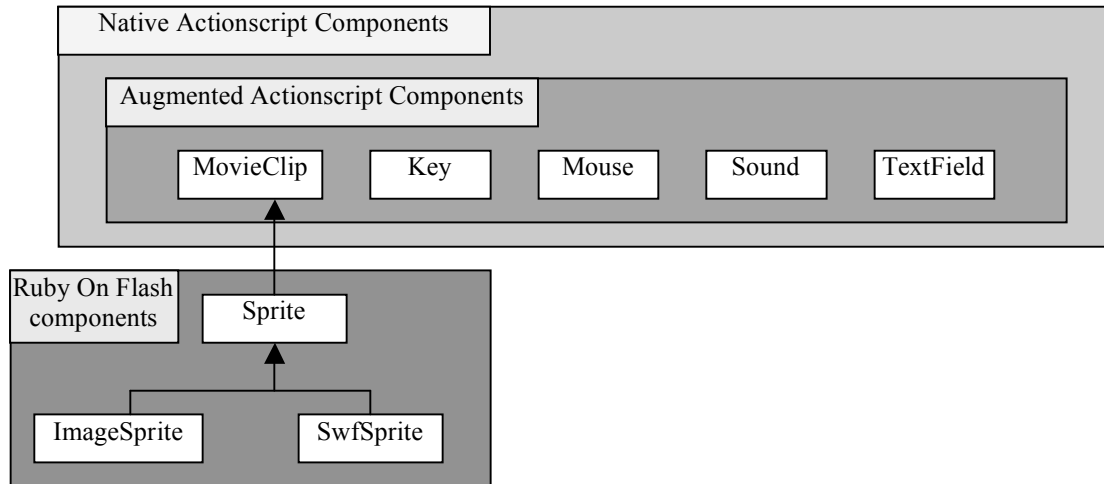 Native Actionscript Components
Augmented Actionscript Components
MovieClip
Key
Mouse
Sound
TextField
Ruby On Flash
components
Sprite
ImageSprite
SwfSprite